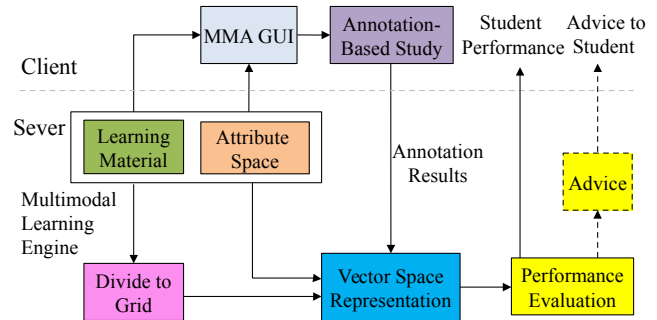 MMA GUI
Annotation-
Based Study
Student
Performance
Advice to
Student
Client
Sever
Learning
Material
Attribute
Space
Annotation
Results
Advice
Multimodal
Learning
Engine
Divide to
Grid
Vector Space
Representation
Performance
Evaluation